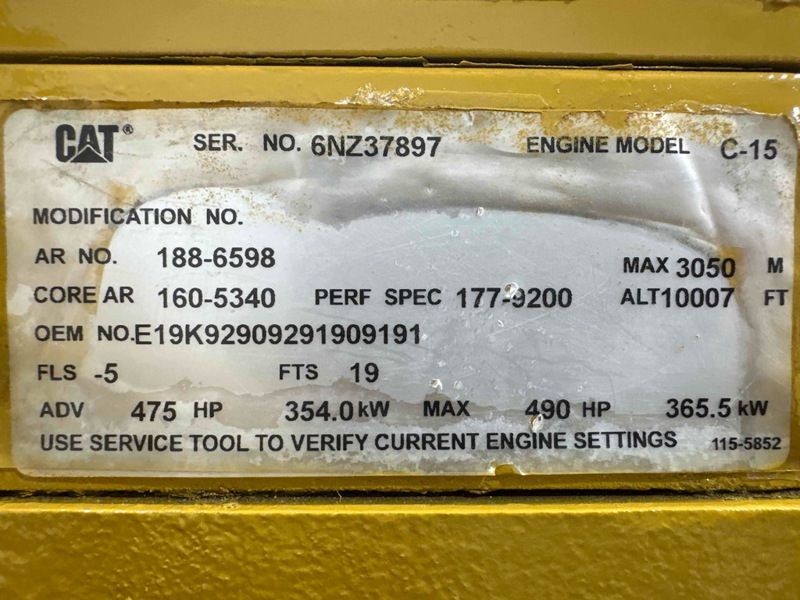 CAT® SER. NO. 6NZ37897 ENGINE MODEL C-15
MODIFICATION NO.
AR NO. 188-6598 MAX 3050 M
CORE AR 160-5340 PERF SPEC 177-9200 ALT 10007 FT
OEM NO. E19K92909291909191
FLS -5 FTS 19
ADV 475 HP 354.0 kW MAX 490 HP 365.5 kW
USE SERVICE TOOL TO VERIFY CURRENT ENGINE SETTINGS 115-5852